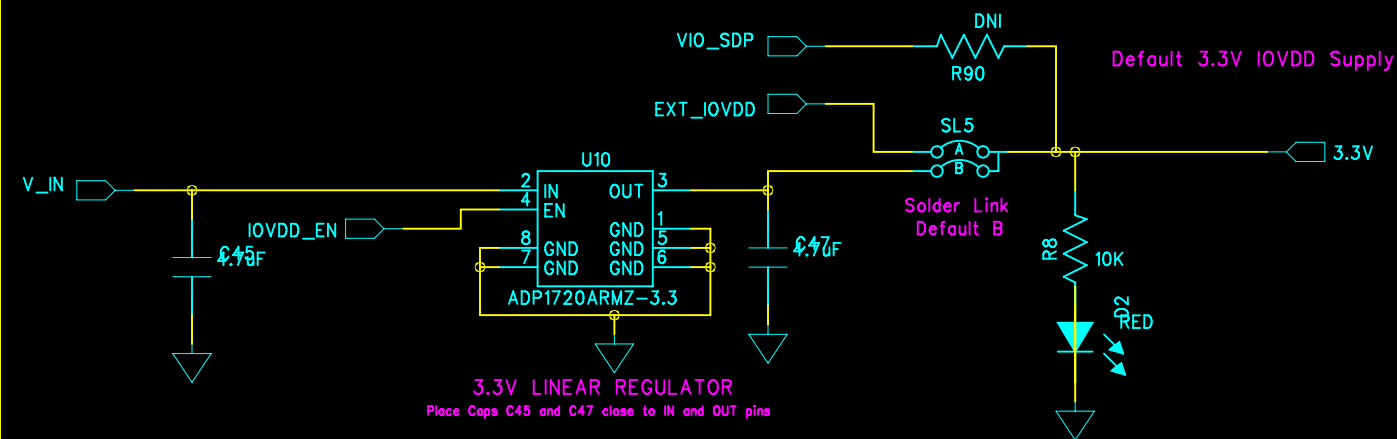 DNI
VIO_SDP
R90
Default 3.3V IOVDD Supply
EXT_IOVDD
SL5
A
B
3.3V
Solder Link
Default B
V_IN
U10
2
IN
OUT
3
4
EN
IOVDD_EN
GND
1
8
GND
GND
5
7
GND
GND
6
ADP1720ARMZ-3.3
C45
4.7uF
C47
4.7uF
R8
10K
D2
RED
3.3V LINEAR REGULATOR
Place Caps C45 and C47 close to IN and OUT pins